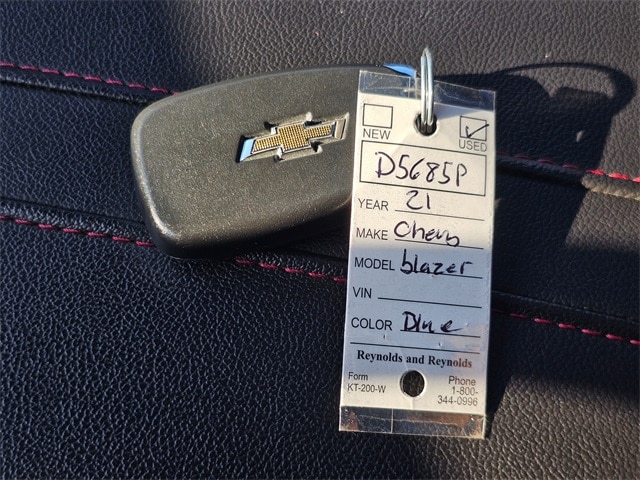 NEW
USED
D5685P
YEAR 21
MAKE Chevy
MODEL blazer
VIN
COLOR Blue
Reynolds and Reynolds
Form
KT-200-W
Phone
1-800-
344-0996